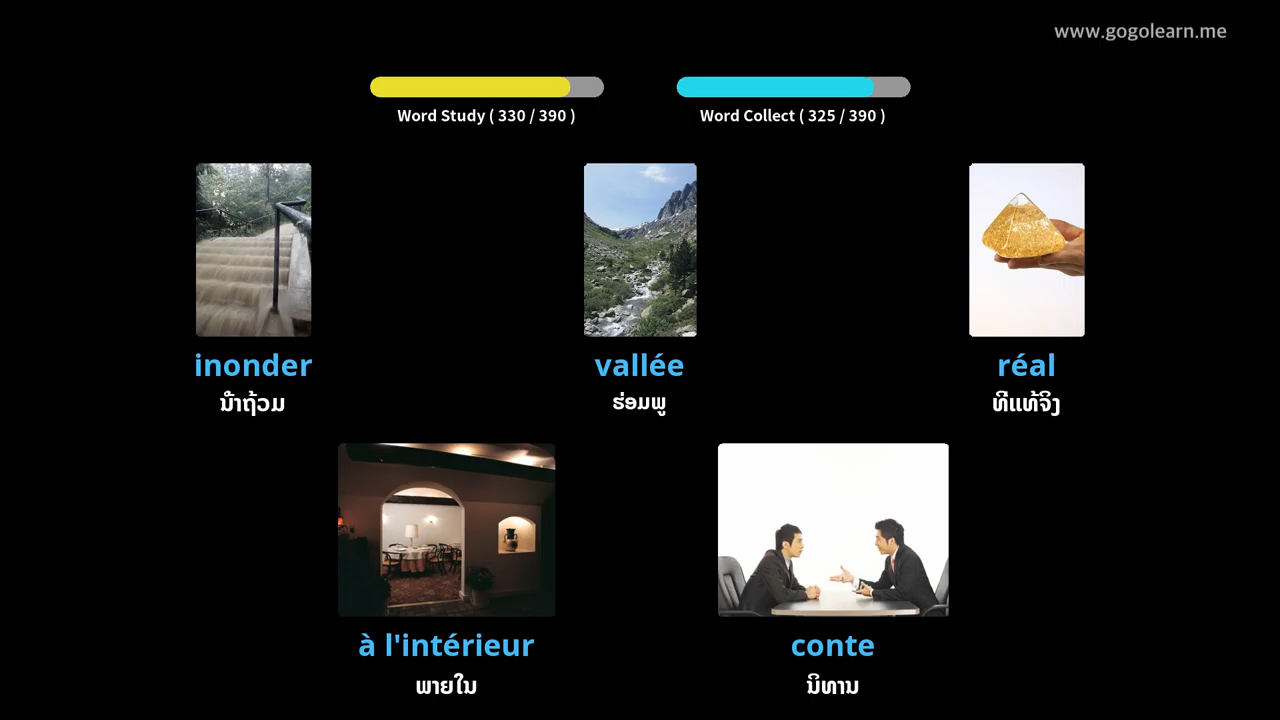 www.gogolearn.me
Word Study ( 330 / 390 )
Word Collect ( 325 / 390 )
inonder
ນ້ຳຖ້ວມ
vallée
ຮ່ອມພູ
réal
ທີ່ແທ້ຈິງ
à l'intérieur
ພາຍໃນ
conte
ນິທານ